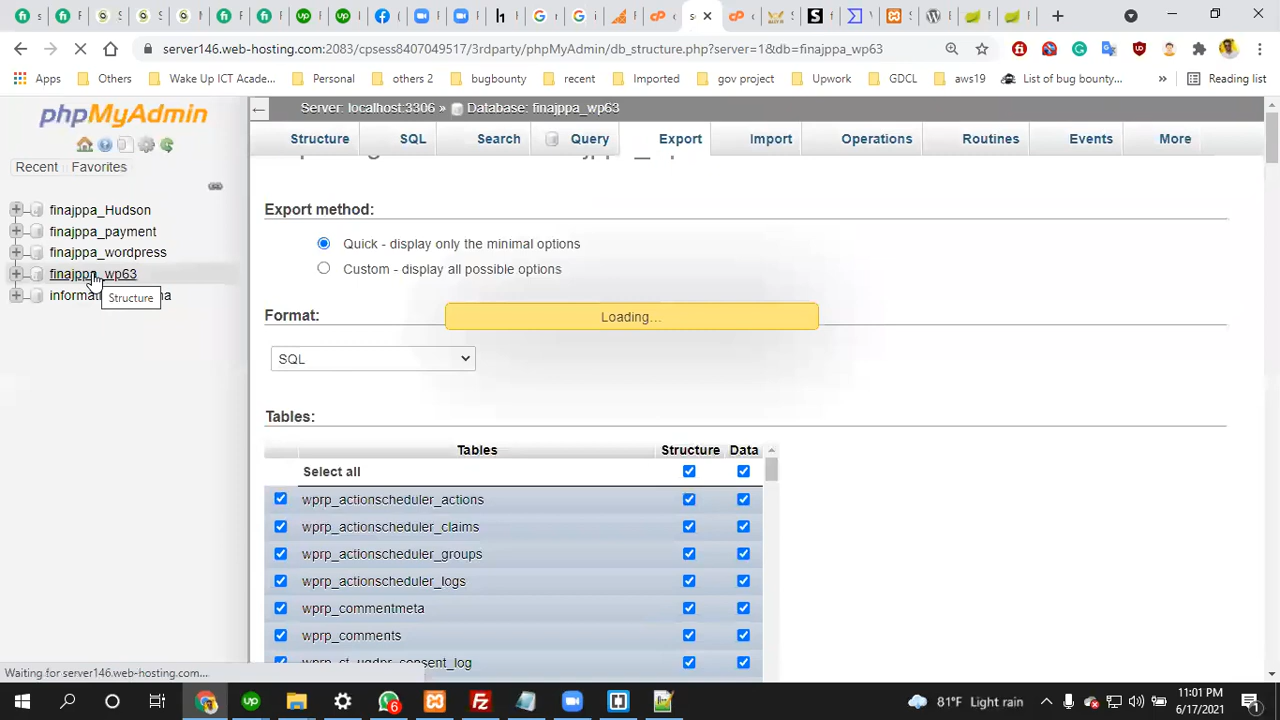 server146.web-hosting.com:2083/cpsess8407049517/3rdparty/phpMyAdmin/db_structure.php?server=1&db=finajppa_wp63
Apps
Others
Wake Up ICT Acade...
Personal
others 2
bugbounty
recent
Imported
gov project
Upwork
GDCL
aws19
List of bug bounty...
»
Reading list
phpMyAdmin
Recent
Favorites
finajppa_Hudson
finajppa_payment
finajppa_wordpress
finajppa_wp63
Structure
Server: localhost:3306 » Database: finajppa_wp63
Structure
SQL
Search
Query
Export
Import
Operations
Routines
Events
More
Export method:
Quick - display only the minimal options
Custom - display all possible options
Format:
Loading...
SQL
Tables:
Tables Structure Data
Select all
wprp_actionscheduler_actions
wprp_actionscheduler_claims
wprp_actionscheduler_groups
wprp_actionscheduler_logs
wprp_commentmeta
wprp_comments
wprp_ct_ugdpr_consent_log
Waiting for server146.web-hosting.com...
6
81°F Light rain
11:01 PM
6/17/2021
1